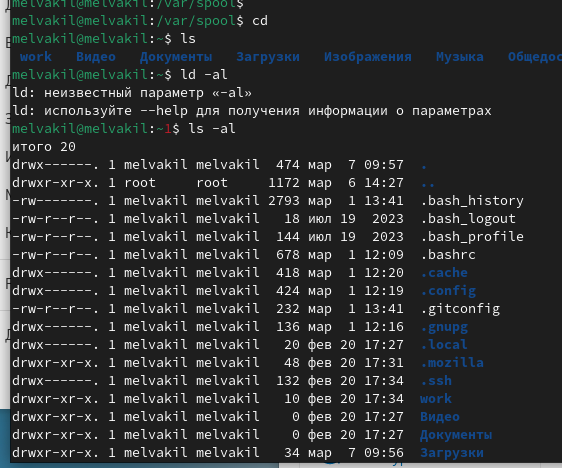 melvakil@melvakil:/var/spool$
melvakil@melvakil:/var/spool$ cd
melvakil@melvakil:~$ ls
work Видео Документы Загрузки Изображения Музыка Общедос
melvakil@melvakil:~$ ld -al
ld: неизвестный параметр «-al»
ld: используйте --help для получения информации о параметрах
melvakil@melvakil:~1$ ls -al
итого 20
drwx------. 1 melvakil melvakil 474 мар 7 09:57 .
drwxr-xr-x. 1 root root 1172 мар 6 14:27 ..
-rw-------. 1 melvakil melvakil 2793 мар 1 13:41 .bash_history
-rw-r--r--. 1 melvakil melvakil 18 июл 19 2023 .bash_logout
-rw-r--r--. 1 melvakil melvakil 144 июл 19 2023 .bash_profile
-rw-r--r--. 1 melvakil melvakil 678 мар 1 12:09 .bashrc
drwx------. 1 melvakil melvakil 418 мар 1 12:20 .cache
drwx------. 1 melvakil melvakil 424 мар 1 12:19 .config
-rw-r--r--. 1 melvakil melvakil 232 мар 1 13:41 .gitconfig
drwx------. 1 melvakil melvakil 136 мар 1 12:16 .gnupg
drwx------. 1 melvakil melvakil 20 фев 20 17:27 .local
drwxr-xr-x. 1 melvakil melvakil 48 фев 20 17:31 .mozilla
drwx------. 1 melvakil melvakil 132 фев 20 17:34 .ssh
drwxr-xr-x. 1 melvakil melvakil 10 фев 20 17:34 work
drwxr-xr-x. 1 melvakil melvakil 0 фев 20 17:27 Видео
drwxr-xr-x. 1 melvakil melvakil 0 фев 20 17:27 Документы
drwxr-xr-x. 1 melvakil melvakil 34 мар 7 09:56 Загрузки